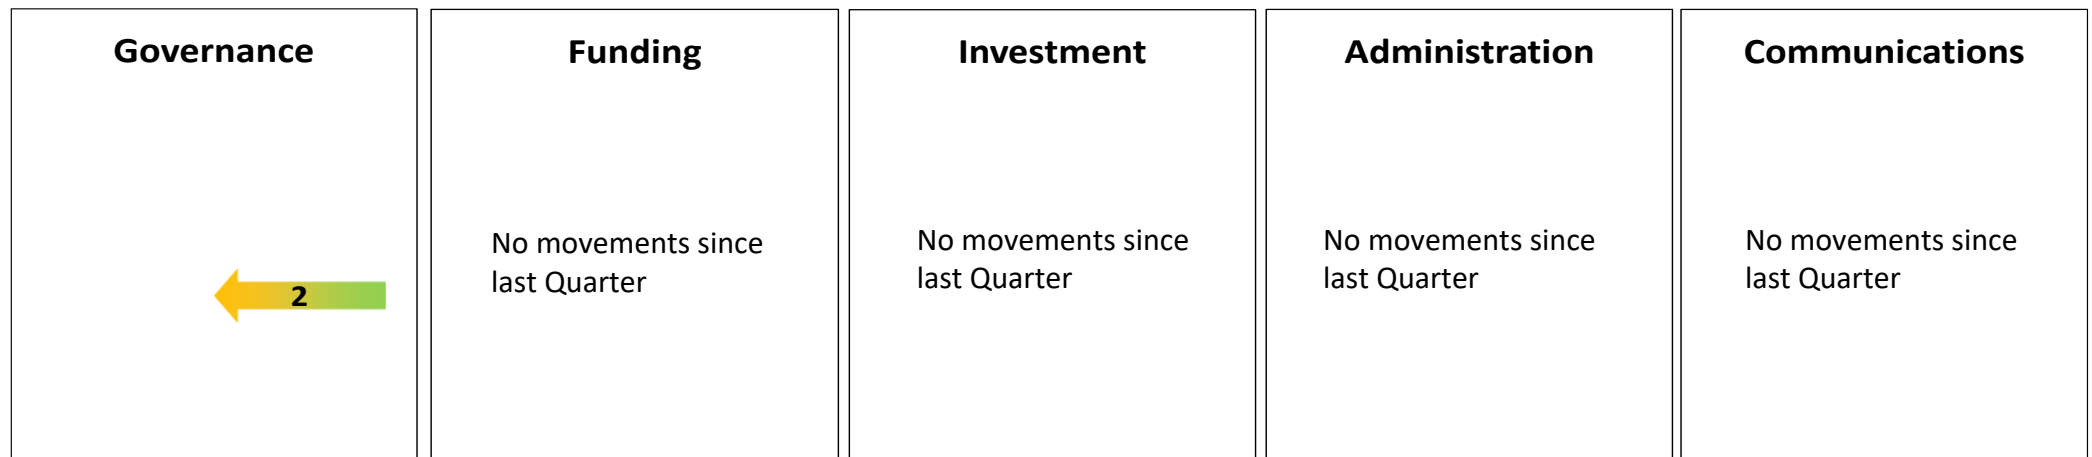 Governance
2
Funding
No movements since
last Quarter
Investment
No movements since
last Quarter
Administration
No movements since
last Quarter
Communications
No movements since
last Quarter